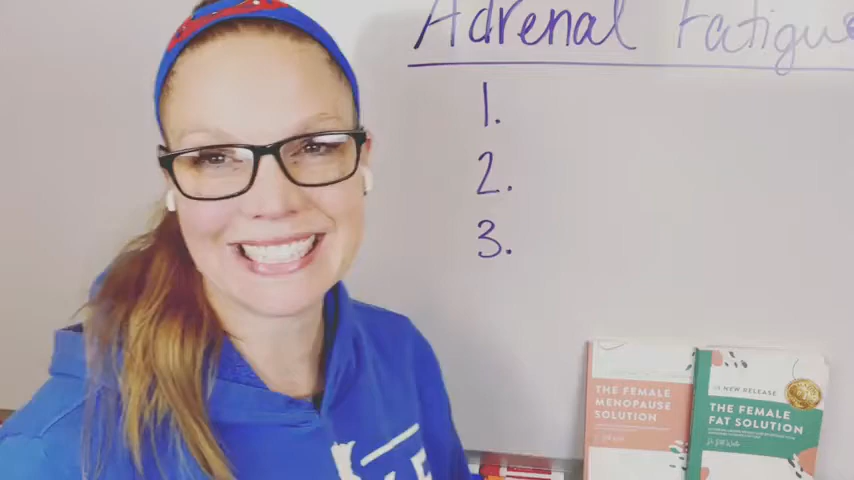 Adrenal Fatigue
1.
2.
3.
THE FEMALE
MENOPAUSE
SOLUTION
NEW RELEASE
THE FEMALE
FAT SOLUTION